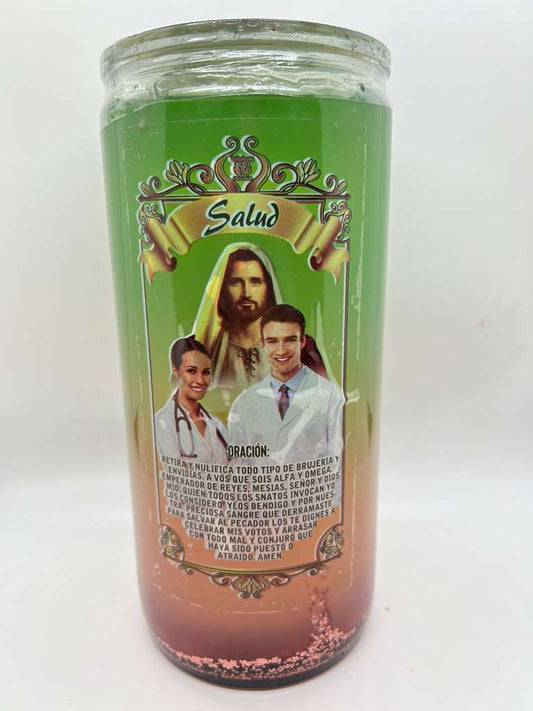 Salud
ORACIÓN:
RETIRA Y NULIFICA TODO TIPO DE BRUJERIA Y
ENVIDIAS. A VOS QUE SOIS ALFA Y OMEGA.
EMPERADOR DE REYES, MESIAS, SEÑOR Y DIOS
MIO, QUIEN TODOS LOS SNATOS INVOCAN YO
LOS CONSIDERO, YLOS BENDIGO Y POR NUES-
TRA, PRECIOSA SANGRE QUE DERRAMASTE
PARA SALVAR AL PECADOR LOS TE DIGNES A
CELEBRAR MIS VOTOS Y ARRASAR
CON TODO MAL Y CONJURO QUE
HAYA SIDO PUESTO O
ATRAIDO. AMEN.